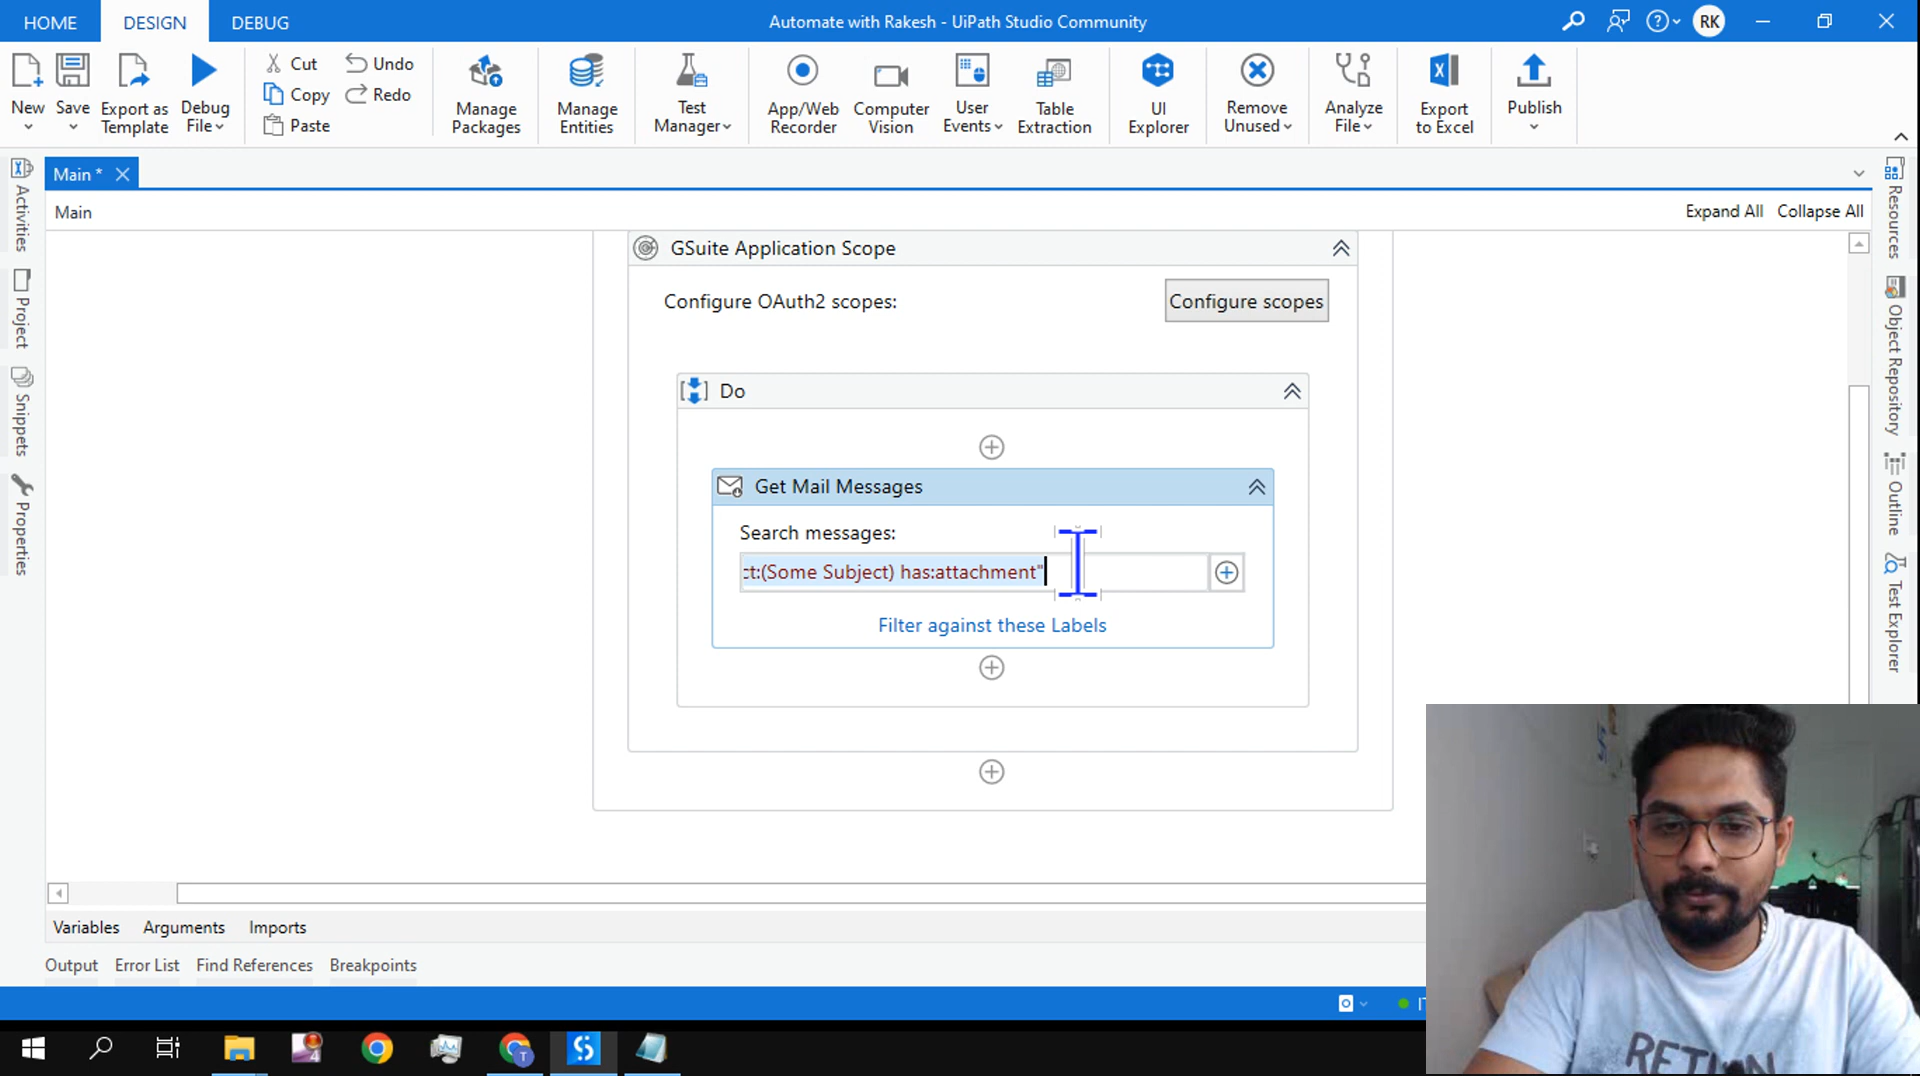 HOME DESIGN DEBUG Automate with Rakesh - UiPath Studio Community RK
New Save Export as Template Debug File Cut Copy Paste Undo Redo Manage Packages Manage Entities Test Manager App/Web Recorder Computer Vision User Events Table Extraction UI Explorer Remove Unused Analyze File Export to Excel Publish
Main *
Main Expand All Collapse All
Activities
Project
Snippets
Properties
GSuite Application Scope
Configure OAuth2 scopes: Configure scopes
Do
Get Mail Messages
Search messages:
ct:(Some Subject) has:attachment"
Filter against these Labels
Resources
Object Repository
Outline
Test Explorer
Variables Arguments Imports
Output Error List Find References Breakpoints
4
T